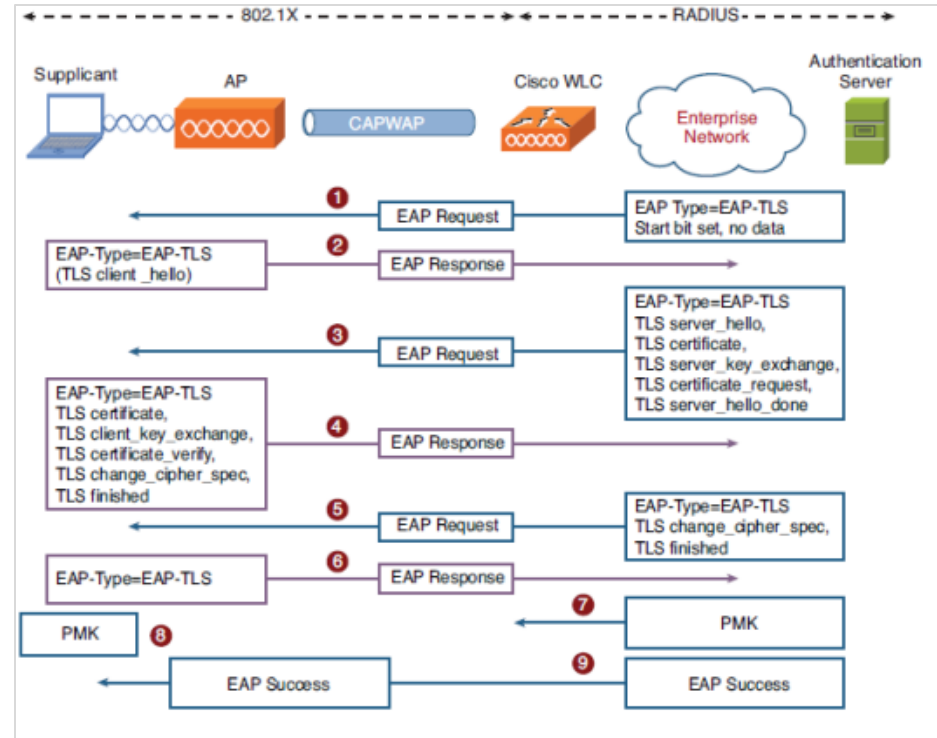 802.1X
RADIUS
Supplicant
AP
CAPWAP
Cisco WLC
Enterprise
Network
Authentication
Server
1
EAP Request
EAP Type=EAP-TLS
Start bit set, no data
EAP-Type=EAP-TLS
(TLS client _hello)
2
EAP Response
3
EAP Request
EAP-Type=EAP-TLS
TLS server_hello,
TLS certificate,
TLS server_key_exchange,
TLS certificate_request,
TLS server_hello_done
EAP-Type=EAP-TLS
TLS certificate,
TLS client_key_exchange,
TLS certificate_verify,
TLS change_cipher_spec,
TLS finished
4
EAP Response
5
EAP Request
EAP-Type=EAP-TLS
TLS change_cipher_spec,
TLS finished
EAP-Type=EAP-TLS
6
EAP Response
7
PMK
PMK
8
9
EAP Success
EAP Success